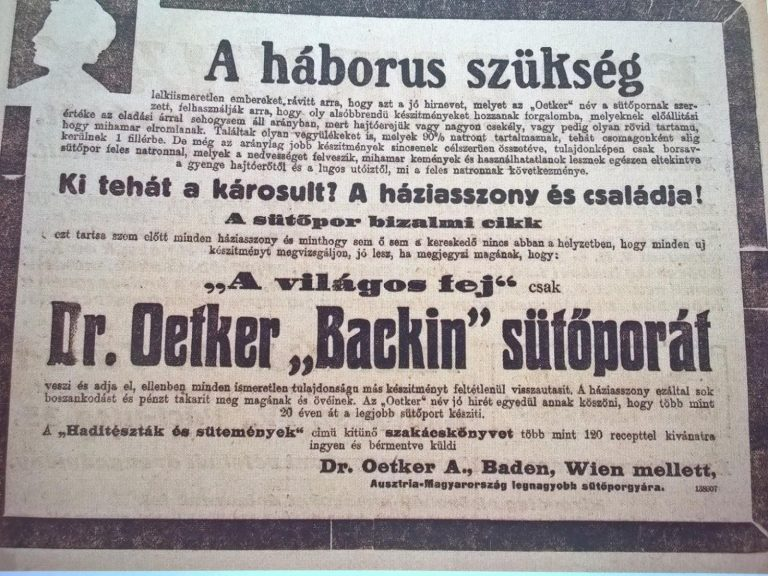 A háborus szükség
lelkiismeretlen embereket rávitt arra, hogy azt a jó hirnevet, melyet az „Oetker“ név a sütőpornak szer-
zett, felhasználják arra, hogy oly alsóbbrendü készitményeket hozzanak forgalomba, melyeknek előállitási
értéke az eladási árral sehogysem áll arányban, mert hajtóerejük vagy nagyon csekély, vagy pedig olyan rövid tartamu,
hogy mihamar elromlanak. Találtak olyan vegyülékeket is, melyek 90% natront tartalmaznak, tehát csomagonként alig
kerülnek 1 fillérbe. De még az aránylag jobb készitmények sincsenek célszerüen összetéve, tulajdonképen csak borsav-
sütőpor feles natronnal, melyek a nedvességet felveszik, mihamar kemények és használhatatlanok lesznek egészen eltekintve
a gyenge hajtóerőtől és a lugos utóiztől, mi a feles natronnak következménye.
Ki tehát a károsult? A háziasszony és családja!
A sütőpor bizalmi cikk
ezt tartsa szem előtt minden háziasszony és minthogy sem ő sem a kereskedő nincs abban a helyzetben, hogy minden uj
készitményt megvizsgáljon, jó lesz, ha megjegyzi magának, hogy:
„A világos fej“ csak
Dr. Oetker „Backin” sütőporát
veszi és adja el, ellenben minden ismeretlen tulajdonságu más készitményt feltétlenül visszautasit. A háziasszony ezáltal sok
boszankodást és pénzt takarit meg magának és övéinek. Az „Oetker“ név jó hirét egyedül annak köszöni, hogy több mint
20 éven át a legjobb sütőport késziti.
A „Haditészták és sütemények“ cimü kitünő szakácskönyvet több mint 120 recepttel kivánatra
ingyen és bérmentve küldi
Dr. Oetker A., Baden, Wien mellett,
Ausztria-Magyarország legnagyobb sütőporgyára.